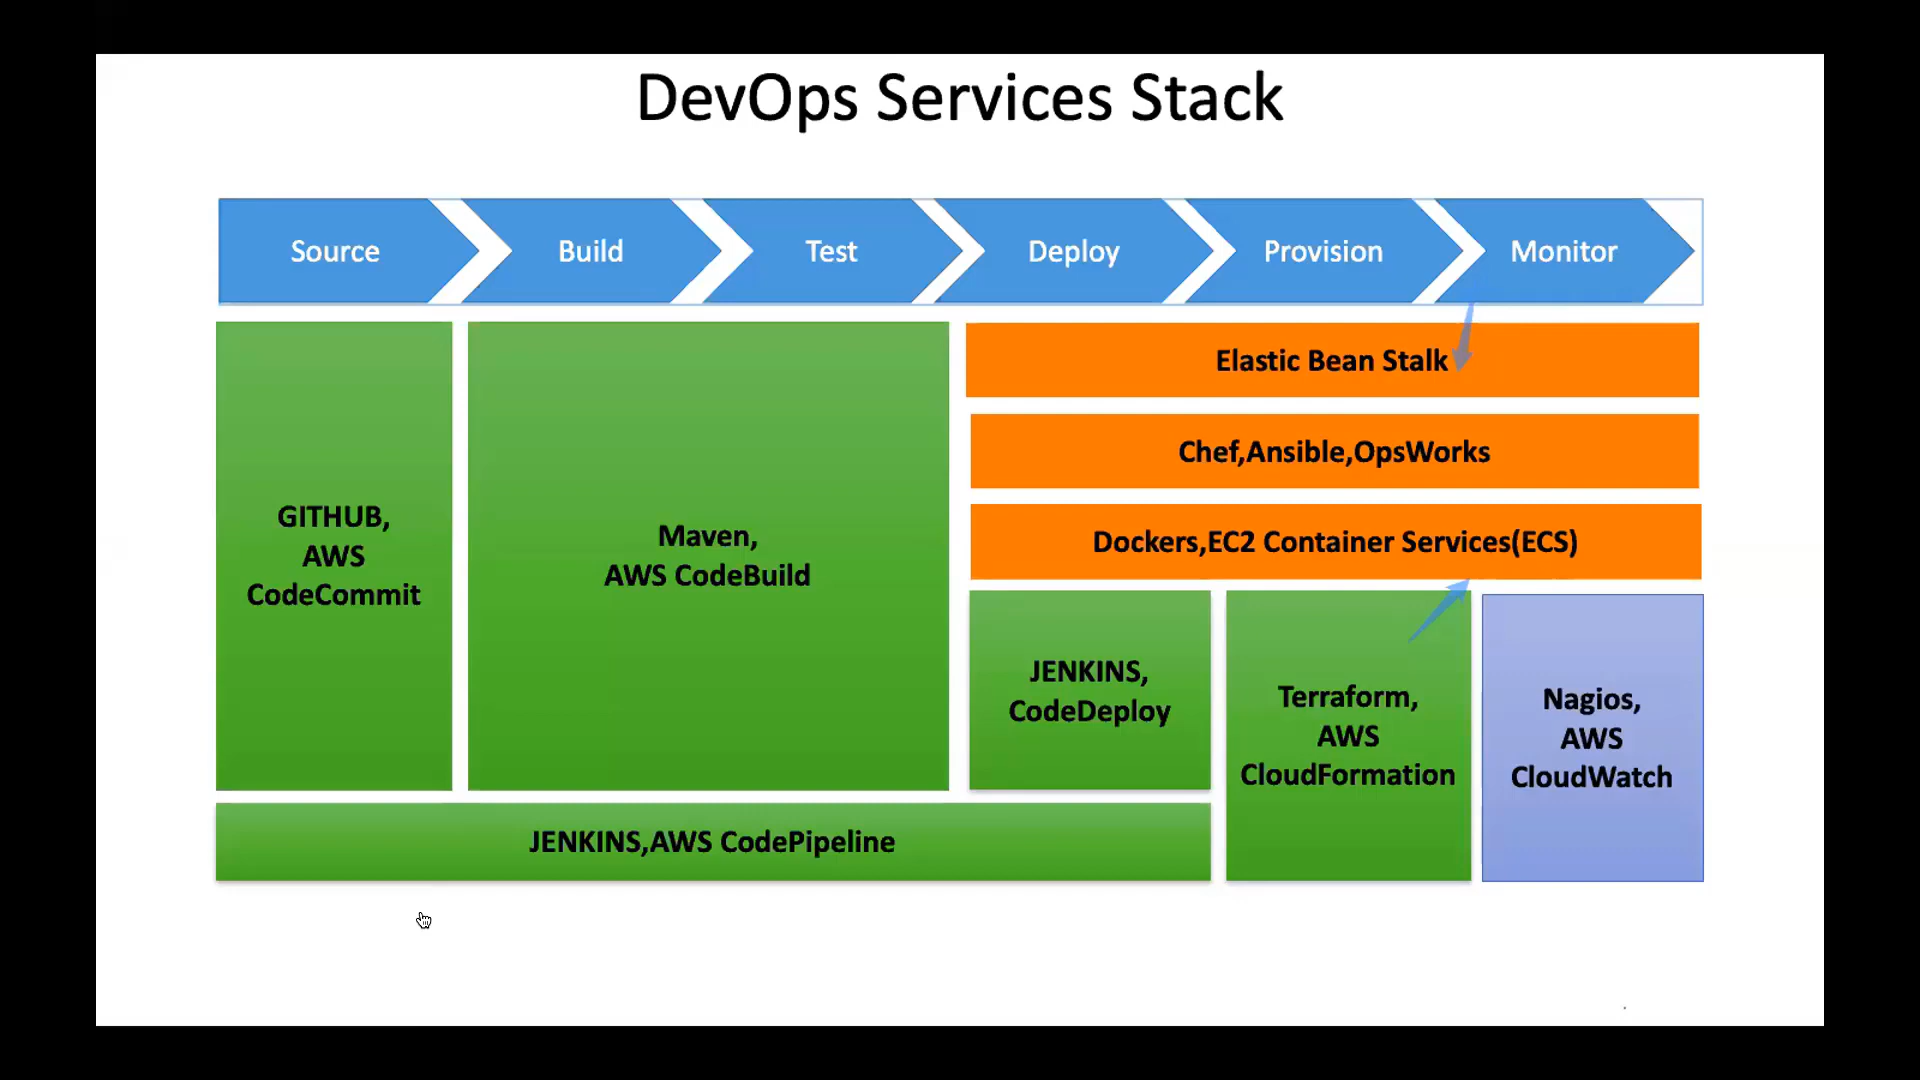 DevOps Services Stack
Source
Build
Test
Deploy
Provision
Monitor
GITHUB,
AWS
CodeCommit
Maven,
AWS CodeBuild
Elastic Bean Stalk
Chef,Ansible,OpsWorks
Dockers,EC2 Container Services(ECS)
JENKINS,
CodeDeploy
Terraform,
AWS
CloudFormation
Nagios,
AWS
CloudWatch
JENKINS,AWS CodePipeline